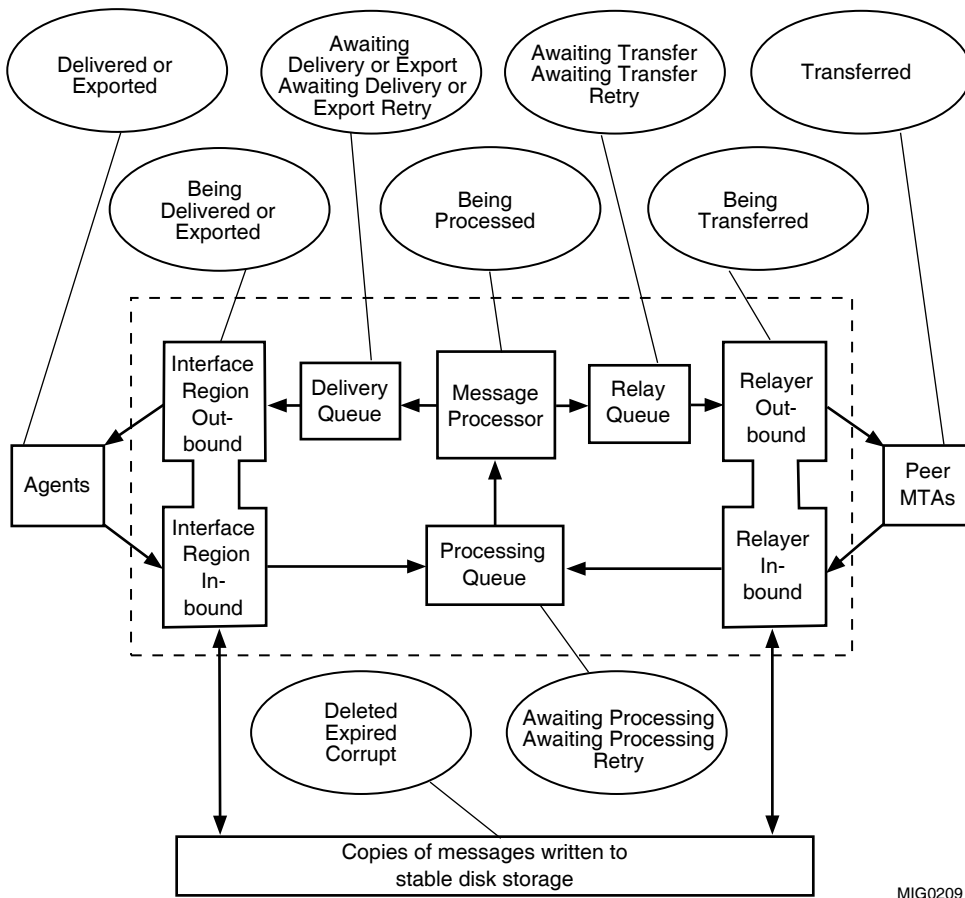 Delivered or
Exported
Awaiting
Delivery or Export
Awaiting Delivery or
Export Retry
Awaiting Transfer
Awaiting Transfer
Retry
Transferred
Being
Delivered or
Exported
Being
Processed
Being
Transferred
Interface
Region
Out-
bound
Delivery
Queue
Message
Processor
Relay
Queue
Relayer
Out-
bound
Agents
Peer
MTAs
Interface
Region
In-
bound
Processing
Queue
Relayer
In-
bound
Deleted
Expired
Corrupt
Awaiting Processing
Awaiting Processing
Retry
Copies of messages written to
stable disk storage
MIG0209